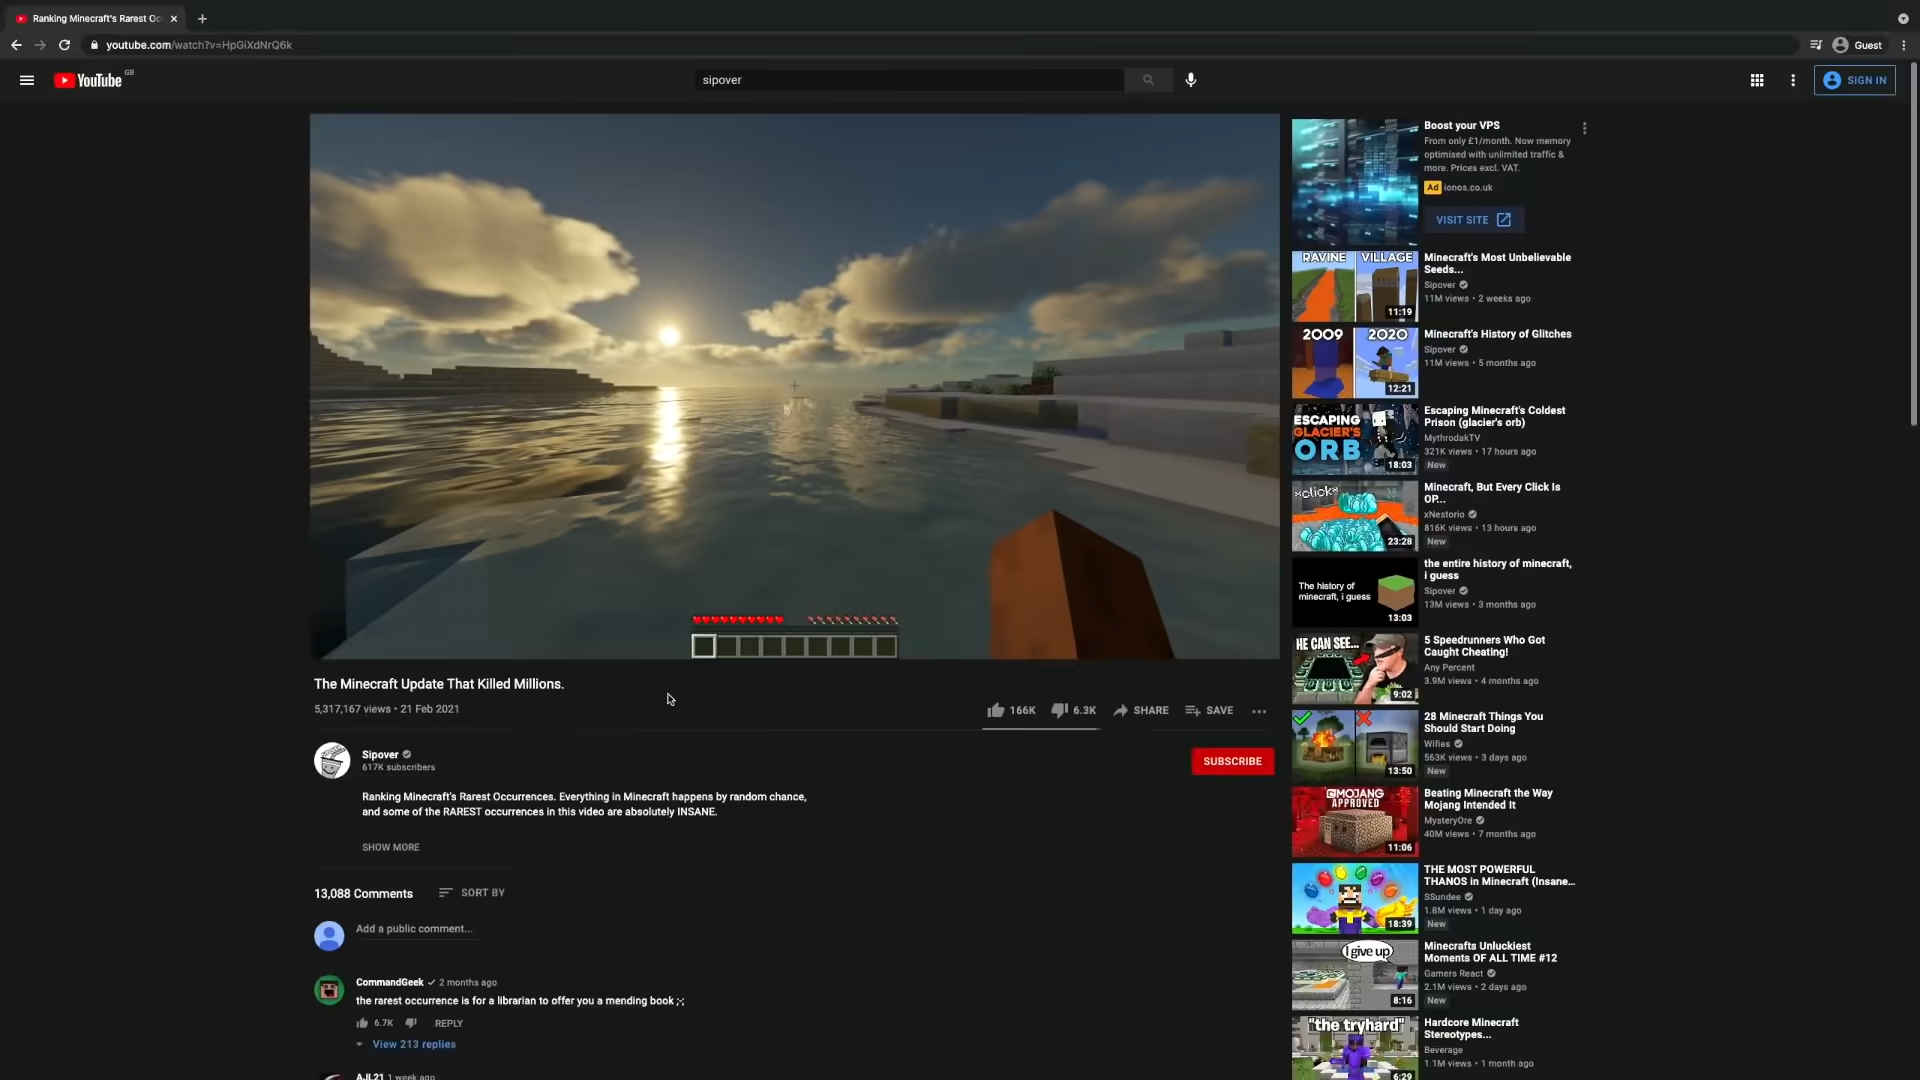 Ranking Minecraft's Rarest Oc
youtube.com/watch?v=HpGiXdNrQ6k
Guest
YouTube GB
sipover
SIGN IN
The Minecraft Update That Killed Millions.
5,317,167 views • 21 Feb 2021
166K
6.3K
SHARE
SAVE
Sipover
617K subscribers
SUBSCRIBE
Ranking Minecraft's Rarest Occurrences. Everything in Minecraft happens by random chance,
and some of the RAREST occurrences in this video are absolutely INSANE.
SHOW MORE
13,088 Comments
SORT BY
Add a public comment...
CommandGeek 2 months ago
the rarest occurrence is for a librarian to offer you a mending book ;-;
6.7K
REPLY
View 213 replies
AJL21 1 week ago
Boost your VPS
From only £1/month. Now memory
optimised with unlimited traffic &
more. Prices excl. VAT.
Ad ionos.co.uk
VISIT SITE
RAVINE VILLAGE
11:19
Minecraft's Most Unbelievable
Seeds...
Sipover
11M views • 2 weeks ago
2009 2020
12:21
Minecraft's History of Glitches
Sipover
11M views • 5 months ago
ESCAPING
GLACIER'S
ORB
18:03
Escaping Minecraft's Coldest
Prison (glacier's orb)
MythrodakTV
321K views • 17 hours ago
New
*click*
23:28
Minecraft, But Every Click Is
OP...
xNestorio
816K views • 13 hours ago
New
The history of
minecraft, i guess
13:03
the entire history of minecraft,
i guess
Sipover
13M views • 3 months ago
HE CAN SEE...
9:02
5 Speedrunners Who Got
Caught Cheating!
Any Percent
3.9M views • 4 months ago
13:50
28 Minecraft Things You
Should Start Doing
Wifies
563K views • 3 days ago
New
MOJANG
APPROVED
11:06
Beating Minecraft the Way
Mojang Intended It
MysteryOre
40M views • 7 months ago
18:39
THE MOST POWERFUL
THANOS in Minecraft (Insane...
SSundee
1.8M views • 1 day ago
New
I give up
8:16
Minecrafts Unluckiest
Moments OF ALL TIME #12
Gamers React
2.1M views • 2 days ago
New
"the tryhard"
6:29
Hardcore Minecraft
Stereotypes...
Beverage
1.1M views • 1 month ago